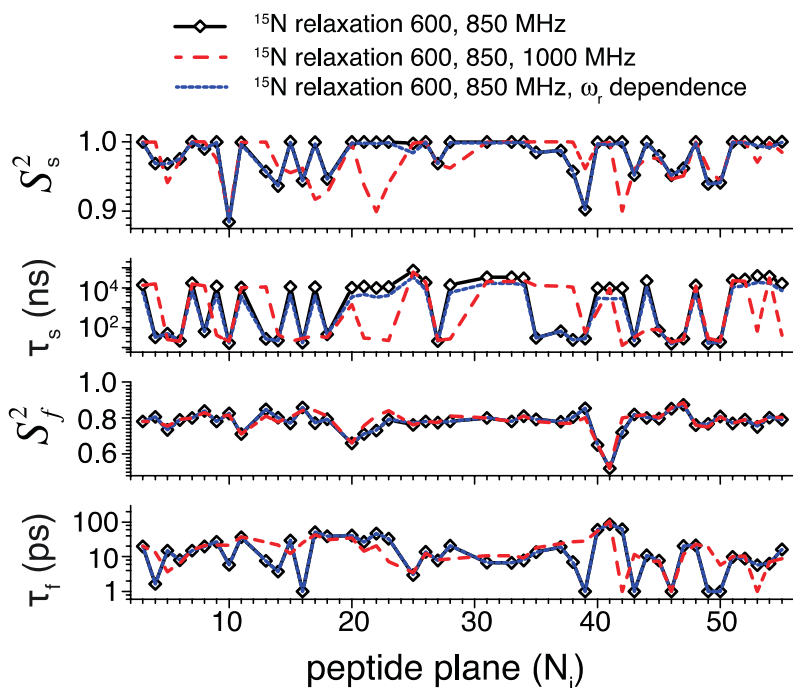 ¹⁵N relaxation 600, 850 MHz
¹⁵N relaxation 600, 850, 1000 MHz
¹⁵N relaxation 600, 850 MHz, ωᵣ dependence
S²ₛ
1.0
0.9
τₛ (ns)
10⁴
10²
S²_f
1.0
0.8
0.6
τ_f (ps)
100
10
1
10 20 30 40 50
peptide plane (Nᵢ)